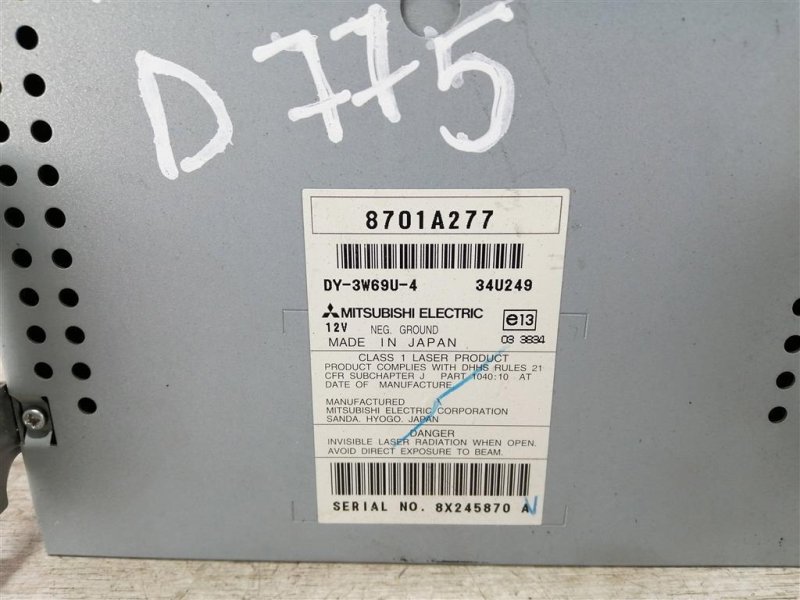 D775
8701A277
DY-3W69U-4 34U249
MITSUBISHI ELECTRIC e13
12V NEG. GROUND 03 3834
MADE IN JAPAN
CLASS 1 LASER PRODUCT
PRODUCT COMPLIES WITH DHHS RULES 21
CFR SUBCHAPTER J PART 1040:10 AT
DATE OF MANUFACTURE
MANUFACTURED
MITSUBISHI ELECTRIC CORPORATION
SANDA. HYOGO. JAPAN
DANGER
INVISIBLE LASER RADIATION WHEN OPEN.
AVOID DIRECT EXPOSURE TO BEAM.
SERIAL NO. 8X245870 A